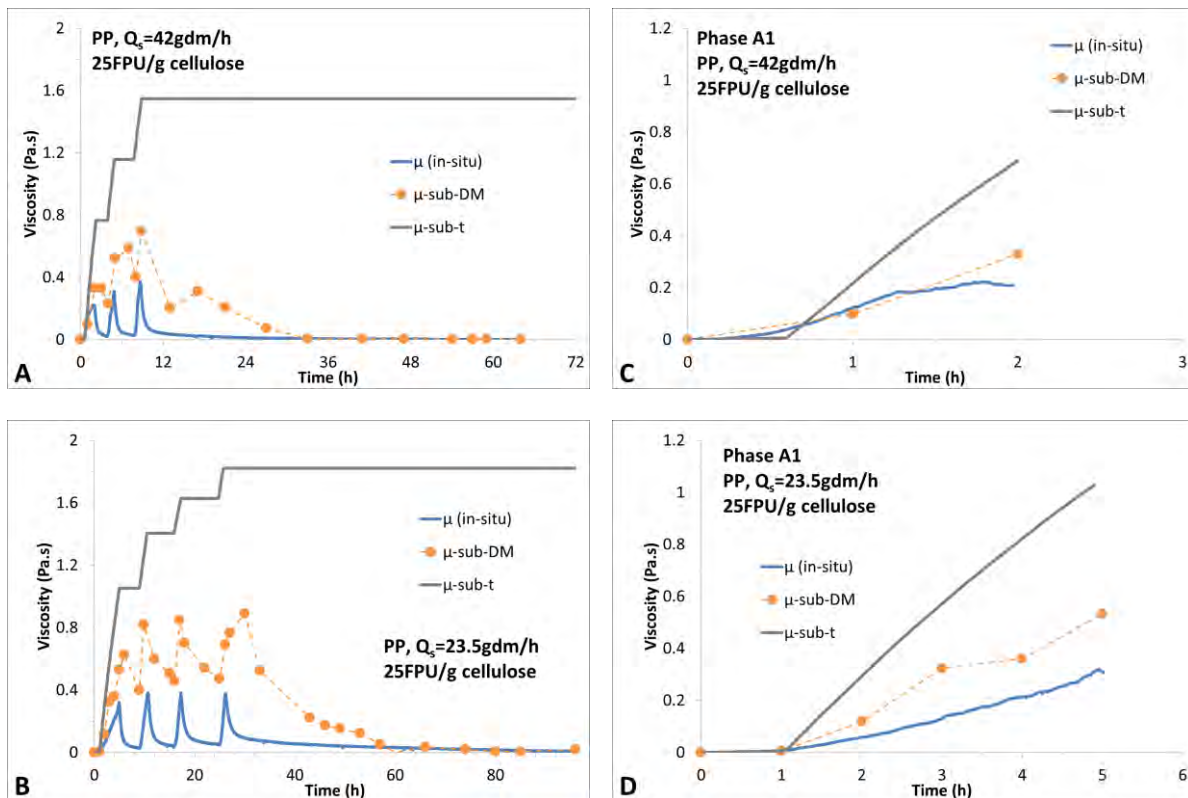 PP, Qs=42gdm/h
25FPU/g cellulose
Viscosity (Pa.s)
2
1.6
1.2
0.8
0.4
0
μ (in-situ)
μ-sub-DM
μ-sub-t
0 12 24 36 48 60 72
Time (h)
A
Phase A1
PP, Qs=42gdm/h
25FPU/g cellulose
Viscosity (Pa.s)
1.2
1
0.8
0.6
0.4
0.2
0
μ (in-situ)
μ-sub-DM
μ-sub-t
0 1 2 3
Time (h)
C
Viscosity (Pa.s)
2
1.6
1.2
0.8
0.4
0
μ (in-situ)
μ-sub-DM
μ-sub-t
PP, Qs=23.5gdm/h
25FPU/g cellulose
0 20 40 60 80
Time (h)
B
Phase A1
PP, Qs=23.5gdm/h
25FPU/g cellulose
Viscosity (Pa.s)
1.2
1
0.8
0.6
0.4
0.2
0
μ (in-situ)
μ-sub-DM
μ-sub-t
0 1 2 3 4 5 6
Time (h)
D